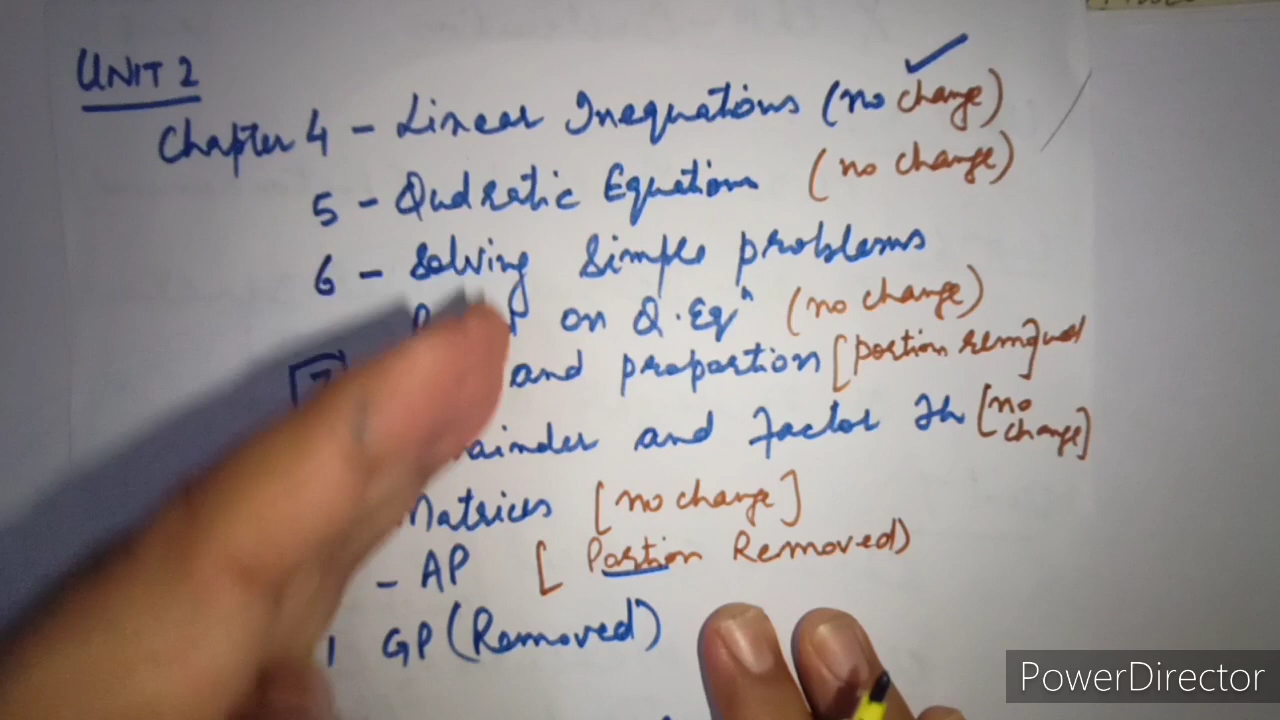 UNIT 2
Chapter 4 - Linear Inequations (no change)
5 - Qudratic Equations (no change)
6 - Solving Simple problems
on Q.Eqⁿ (no change)
and proportion [portion removed
ainder and factor Th [no change]
Matrices [no change]
- AP [Portion Removed)
1 GP (Removed)
PowerDirector